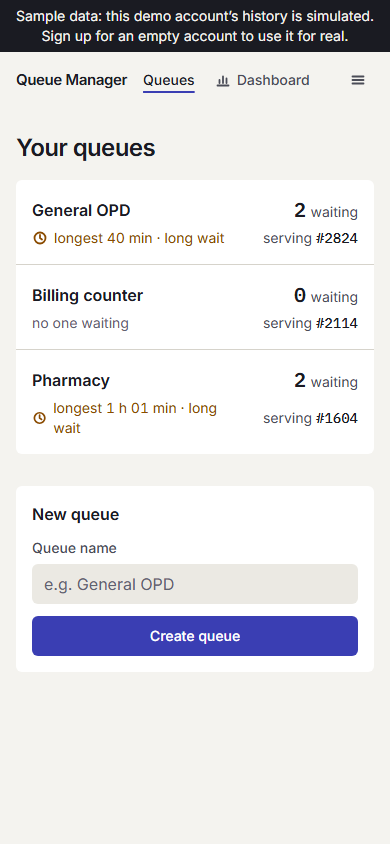 Sample data: this demo account’s history is simulated.
Sign up for an empty account to use it for real.
Queue Manager Queues Dashboard
Your queues
General OPD 2 waiting
longest 40 min · long wait serving #2824
Billing counter 0 waiting
no one waiting serving #2114
Pharmacy 2 waiting
longest 1 h 01 min · long
wait
serving #1604
New queue
Queue name
e.g. General OPD
Create queue